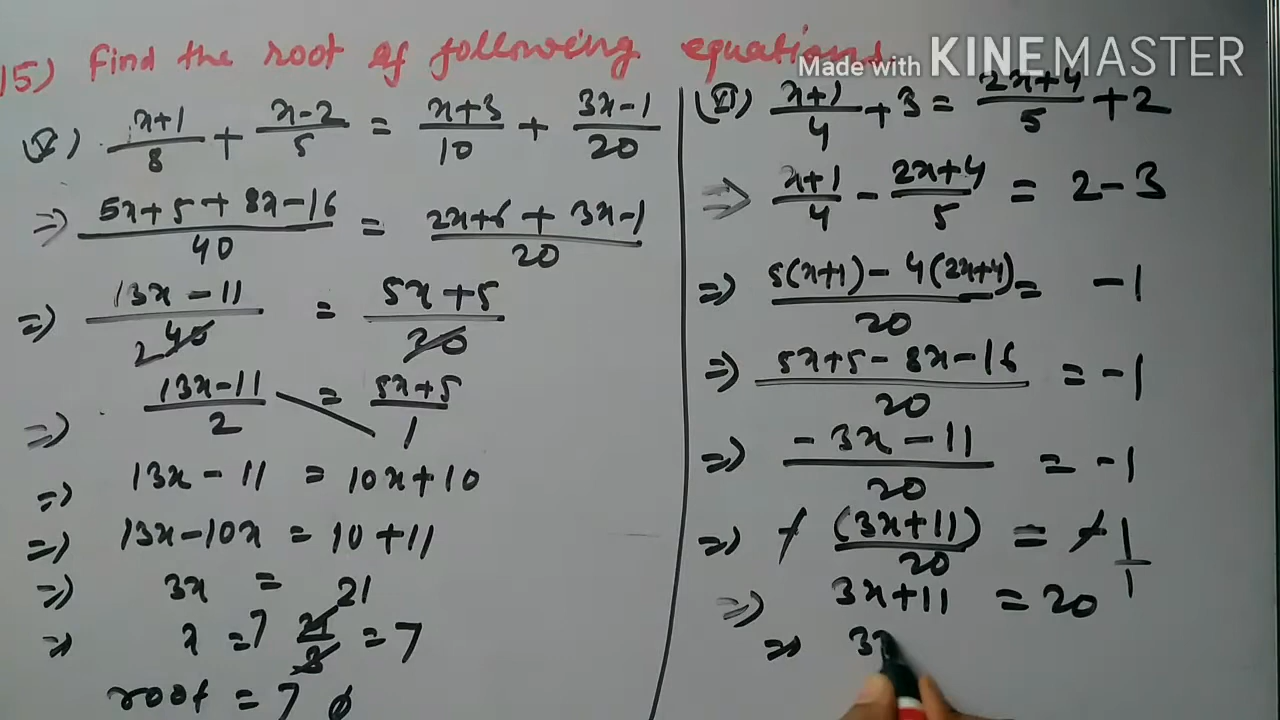 15) Find the root of following equations.
Made with KINEMASTER
(I) (x+1)/8 + (x-2)/5 = (x+3)/10 + (3x-1)/20
=> (5x+5+8x-16)/40 = (2x+6+3x-1)/20
=> (13x-11)/40 2 = (5x+5)/20
=> (13x-11)/2 = (5x+5)/1
=> 13x-11 = 10x+10
=> 13x-10x = 10+11
=> 3x = 21
=> x = 7 21/3 = 7
root = 7
(II) (x+1)/4 + 3 = (2x+4)/5 + 2
=> (x+1)/4 - (2x+4)/5 = 2-3
=> (5(x+1) - 4(2x+4))/20 = -1
=> (5x+5-8x-16)/20 = -1
=> (-3x-11)/20 = -1
=> -(3x+11)/20 = -1/1
=> 3x+11 = 20
=> 3x